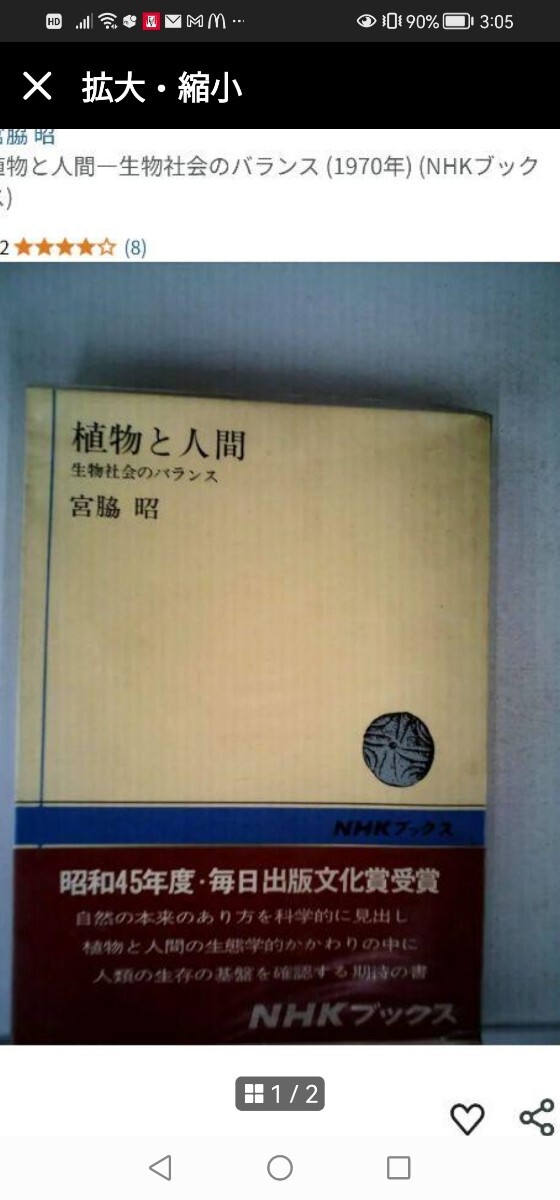 HD 90% 3:05
拡大・縮小
宮脇 昭
植物と人間―生物社会のバランス (1970年) (NHKブック
ス)
2 (8)
植物と人間
生物社会のバランス
宮脇 昭
NHKブックス
昭和45年度・毎日出版文化賞受賞
自然の本来のあり方を科学的に見出し
植物と人間の生態学的かかわりの中に
人類の生存の基盤を確認する期待の書
NHKブックス
1 / 2